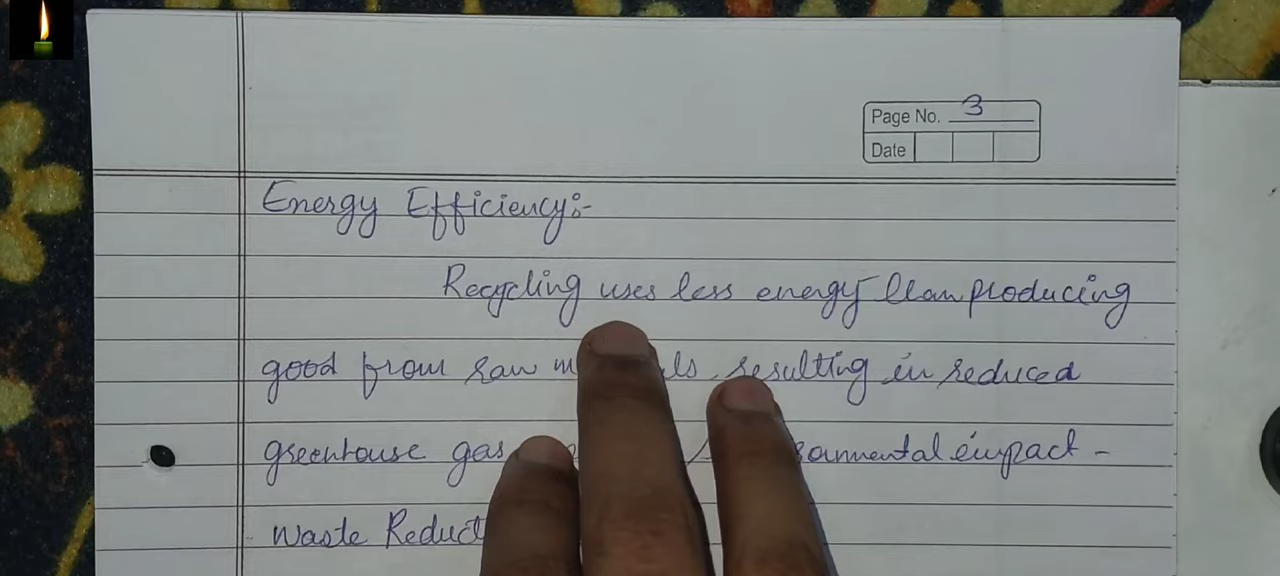 Page No. 3
Date
Energy Efficiency:-
Recycling uses less energy than producing
good from raw resulting in reduced
greenhouse gas impact -
Waste